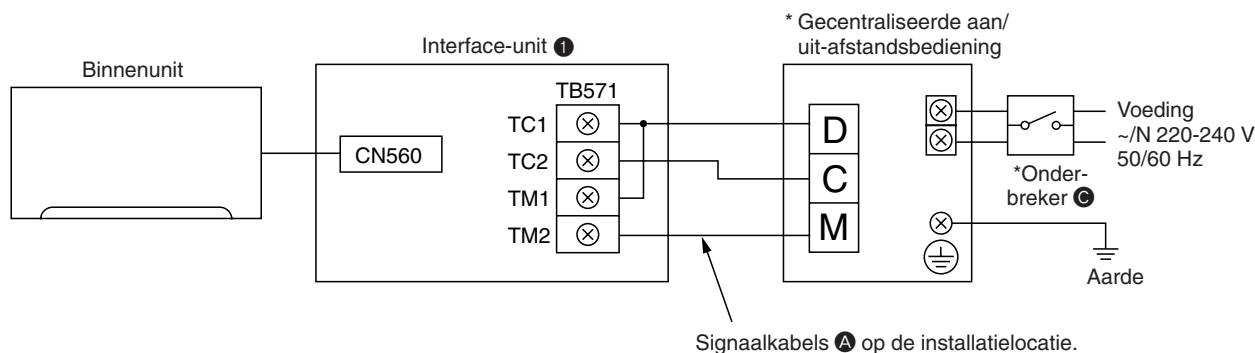 * Gecentraliseerde aan/
uit-afstandsbediening
Interface-unit ❶
Binnenunit
TB571
TC1
TC2
TM1
TM2
CN560
D
C
M
Voeding
~/N 220-240 V
50/60 Hz
*Onder-
breker Ⓒ
Aarde
Signaalkabels Ⓐ op de installatielocatie.